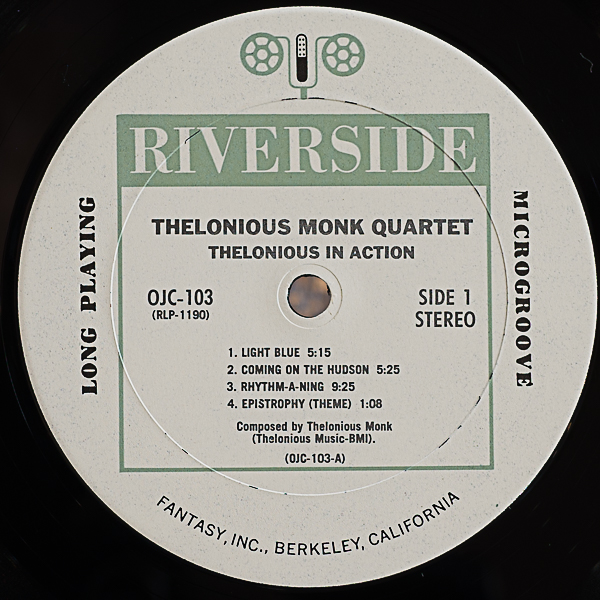 RIVERSIDE
LONG PLAYING
MICROGROOVE
THELONIOUS MONK QUARTET
THELONIOUS IN ACTION
OJC-103
(RLP-1190)
SIDE 1
STEREO
1. LIGHT BLUE 5:15
2. COMING ON THE HUDSON 5:25
3. RHYTHM-A-NING 9:25
4. EPISTROPHY (THEME) 1:08
Composed by Thelonious Monk
(Thelonious Music-BMI).
(OJC-103-A)
FANTASY, INC., BERKELEY, CALIFORNIA